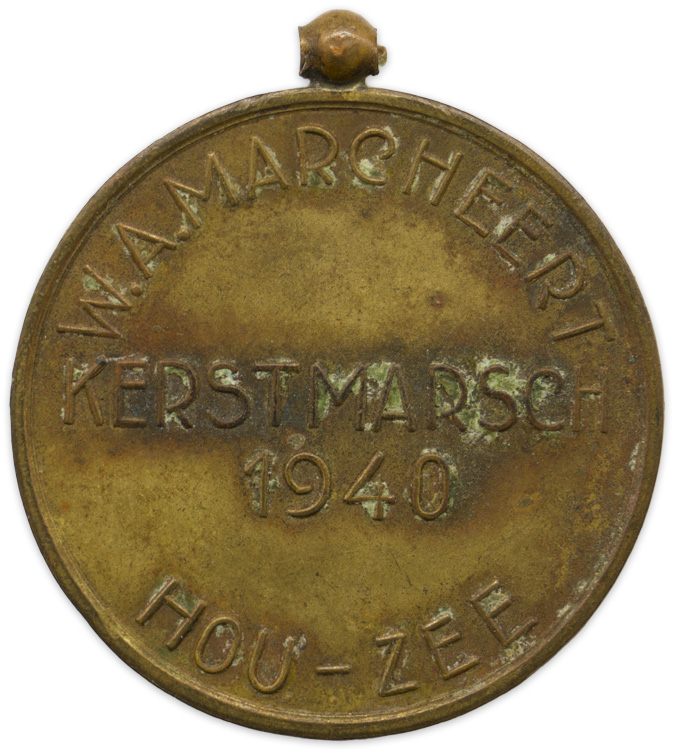 W.A. MARCHEERT
KERSTMARSCH
1940
HOU-ZEE